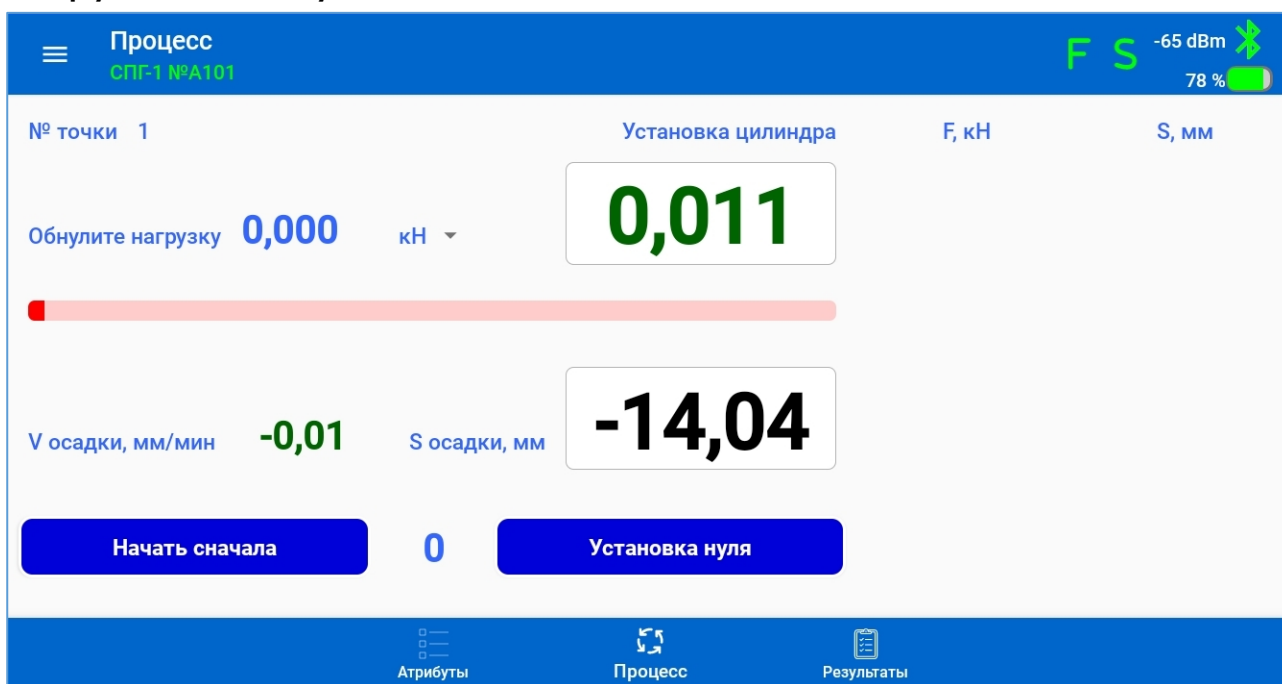 Процесс
СПГ-1 №А101
F S -65 dBm
78 %
№ точки 1 Установка цилиндра F, кН S, мм
Обнулите нагрузку 0,000 кН 0,011
V осадки, мм/мин -0,01 S осадки, мм -14,04
Начать сначала 0 Установка нуля
Атрибуты Процесс Результаты